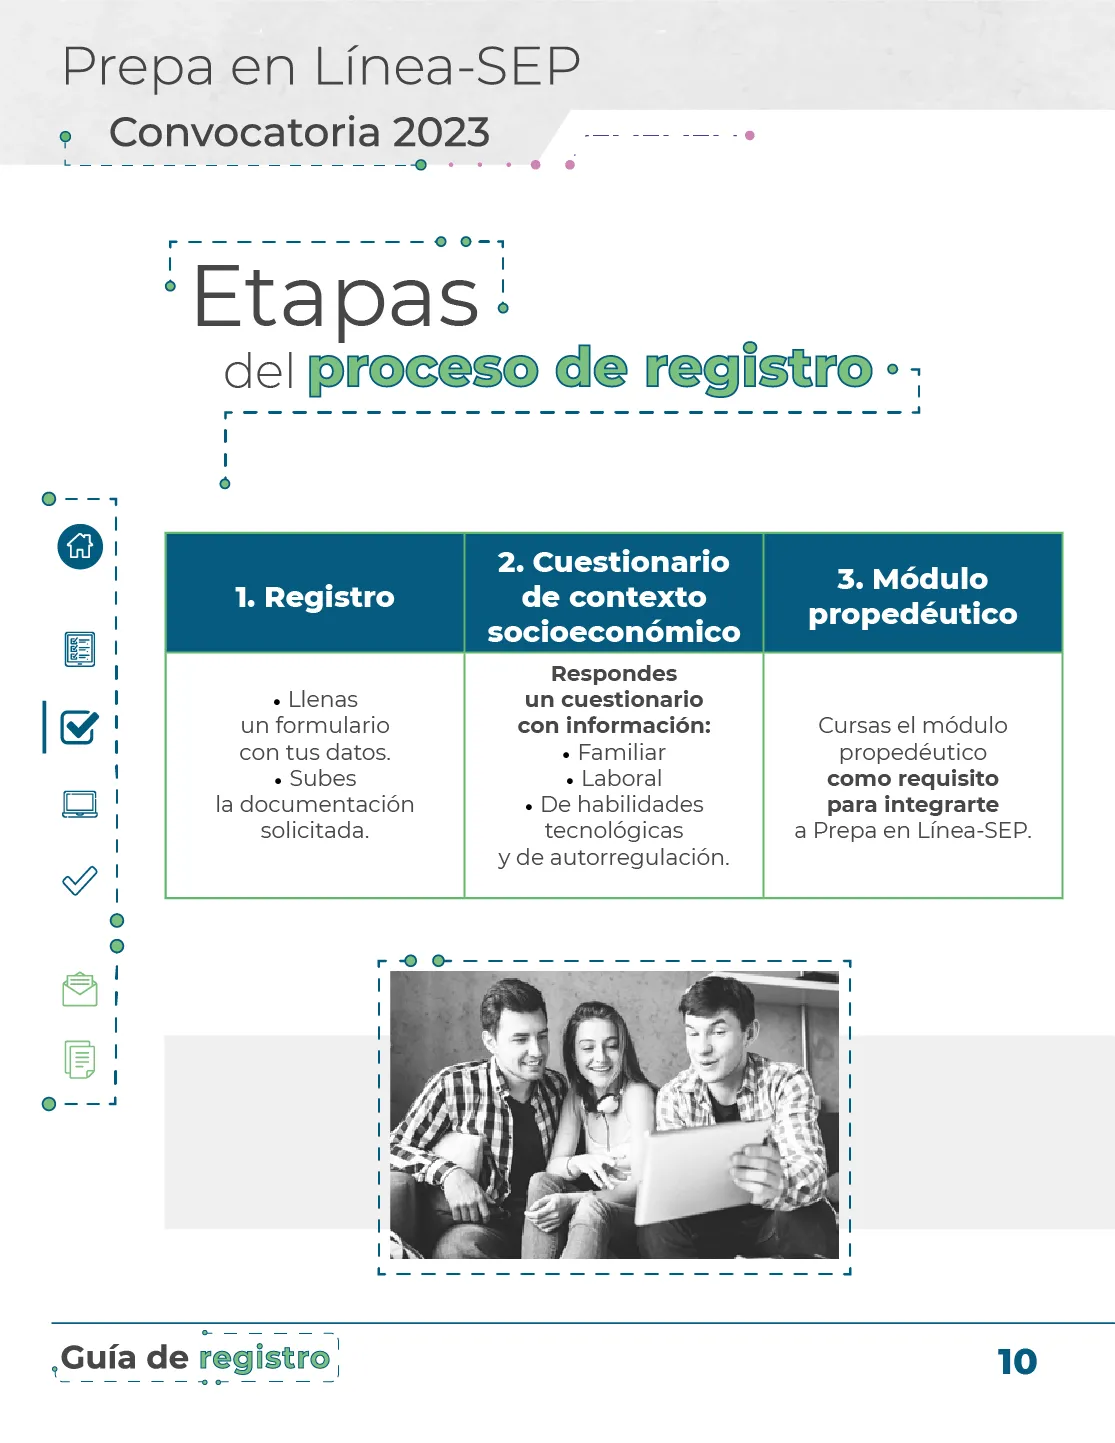 Prepa en Línea-SEP
Convocatoria 2023
Etapas
del proceso de registro
1. Registro
2. Cuestionario
de contexto
socioeconómico
3. Módulo
propedéutico
• Llenas
un formulario
con tus datos.
• Subes
la documentación
solicitada.
Respondes
un cuestionario
con información:
• Familiar
• Laboral
• De habilidades
tecnológicas
y de autorregulación.
Cursas el módulo
propedéutico
como requisito
para integrarte
a Prepa en Línea-SEP.
Guía de registro
10